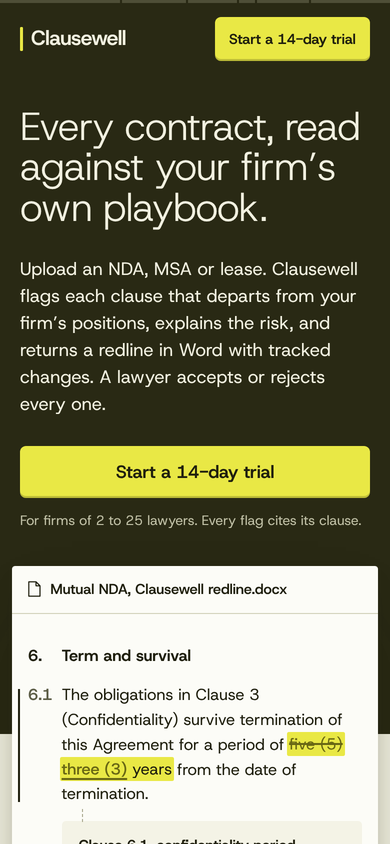 Clausewell
Start a 14-day trial
Every contract, read
against your firm’s
own playbook.
Upload an NDA, MSA or lease. Clausewell
flags each clause that departs from your
firm’s positions, explains the risk, and
returns a redline in Word with tracked
changes. A lawyer accepts or rejects
every one.
Start a 14-day trial
For firms of 2 to 25 lawyers. Every flag cites its clause.
Mutual NDA, Clausewell redline.docx
6. Term and survival
6.1 The obligations in Clause 3
(Confidentiality) survive termination of
this Agreement for a period of five (5)
three (3) years from the date of
termination.
Clause 6.1, confidentiality period